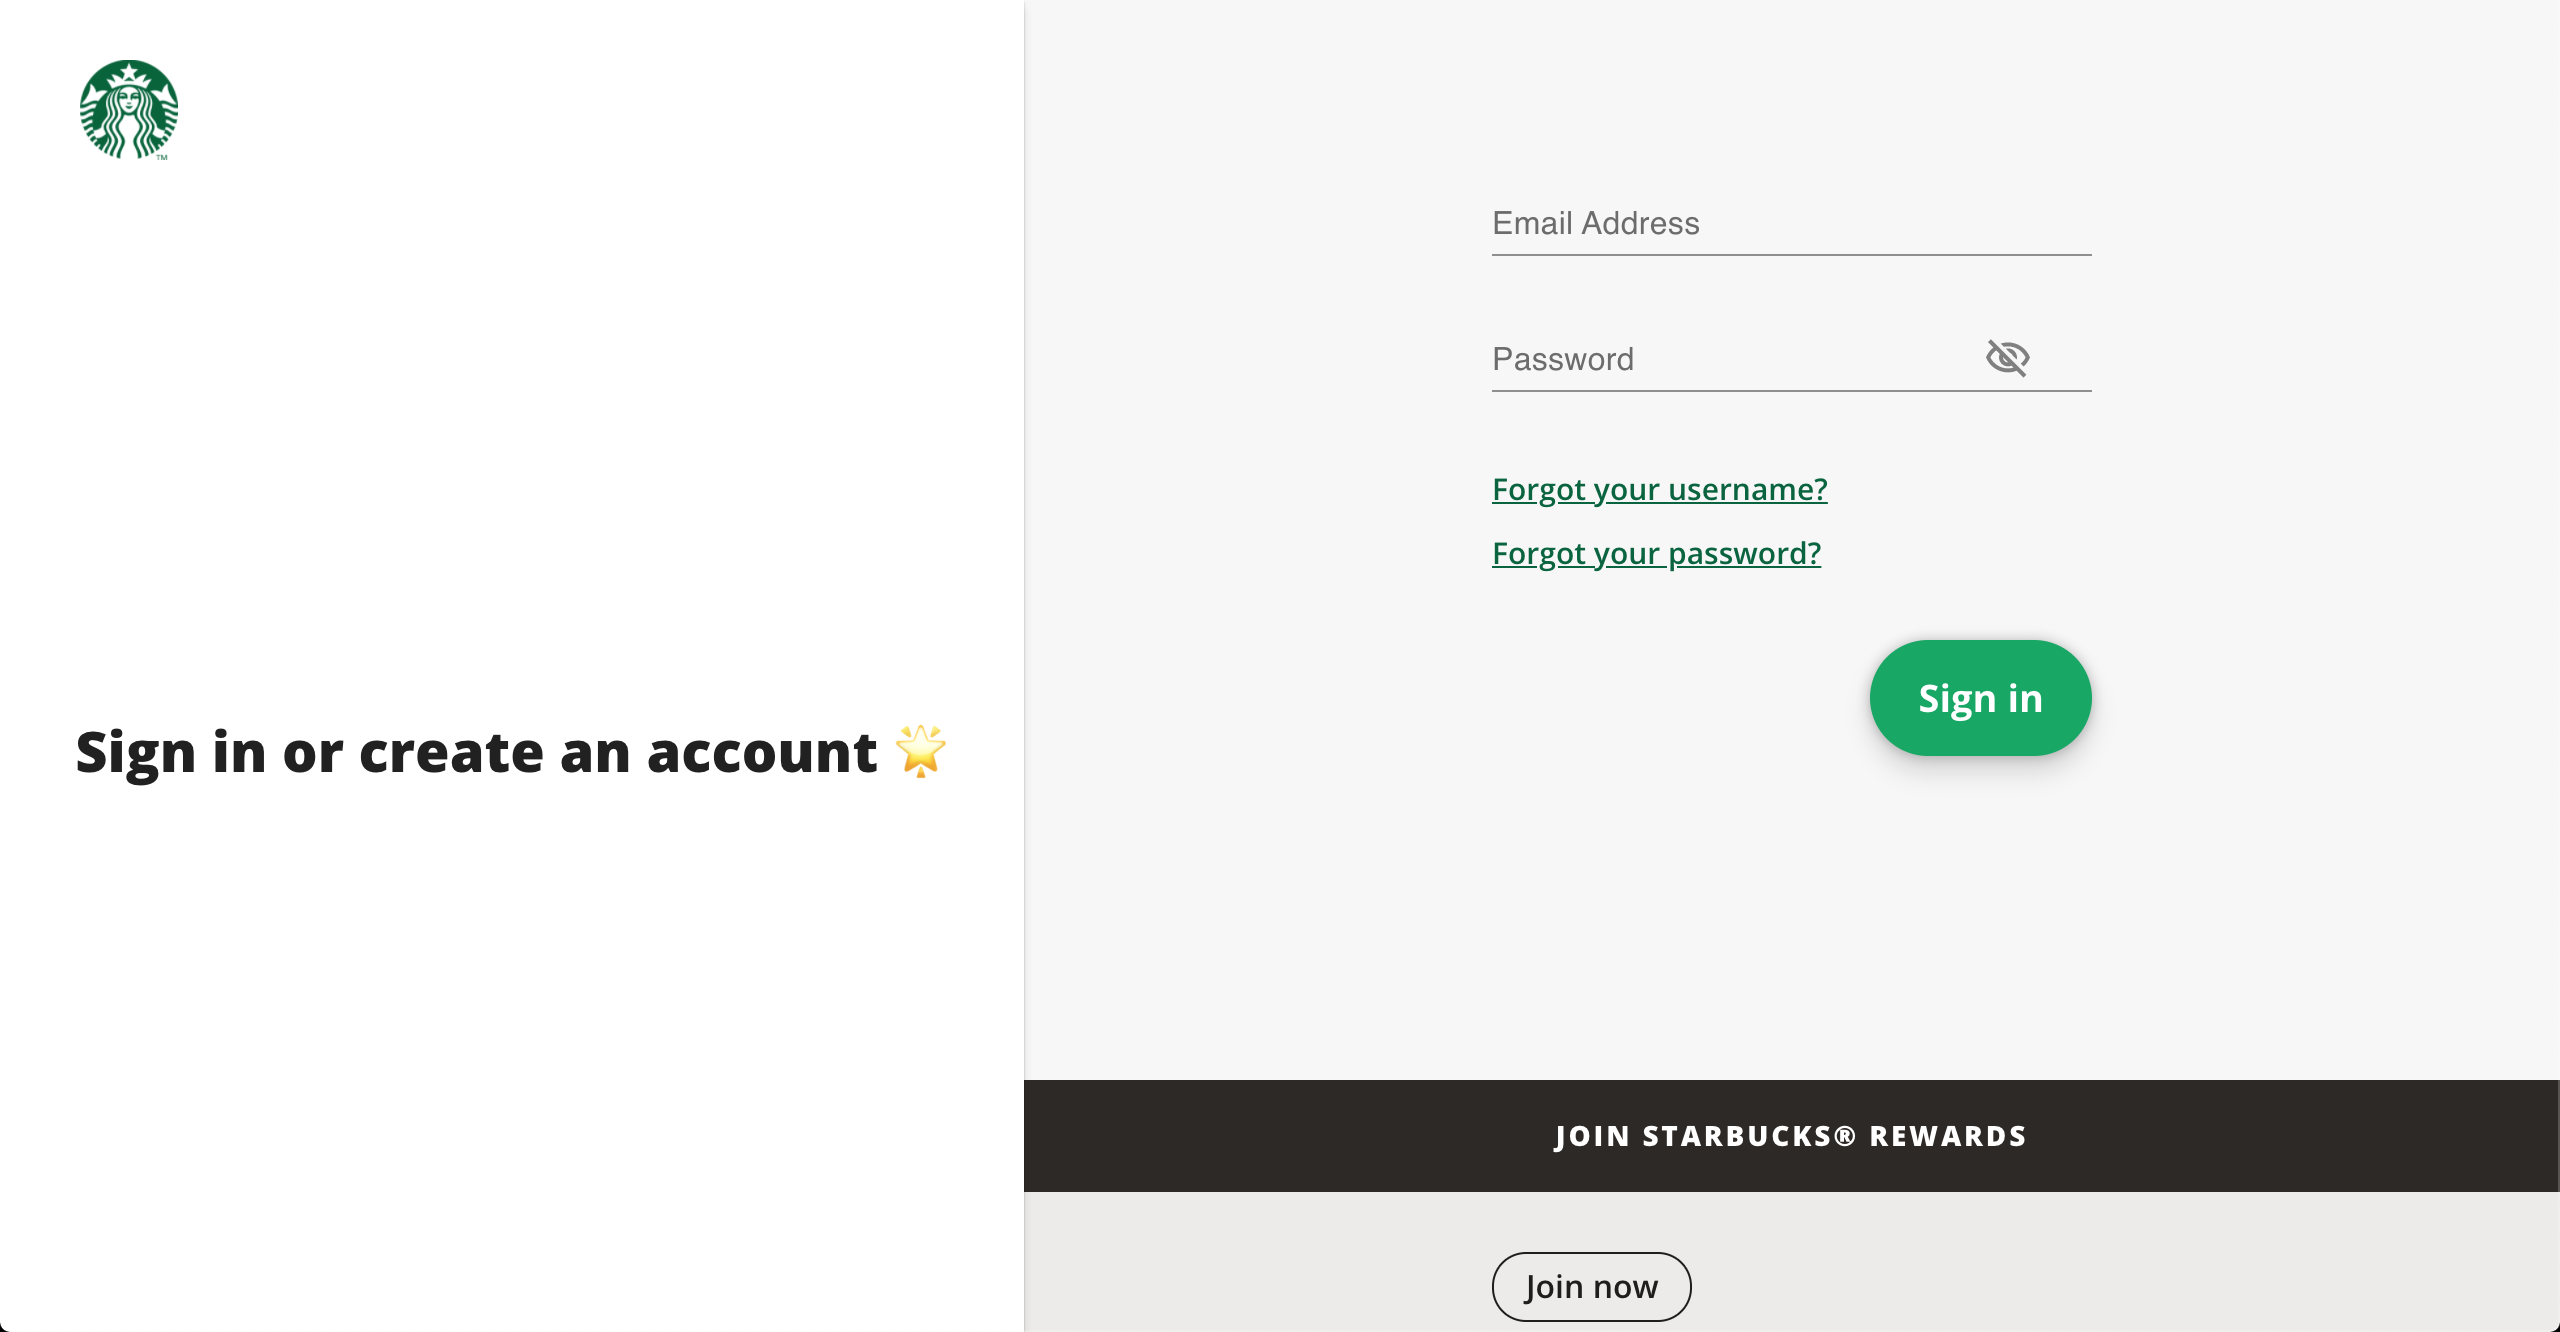 TM
Sign in or create an account
Email Address
Password
Forgot your username?
Forgot your password?
Sign in
JOIN STARBUCKS® REWARDS
Join now